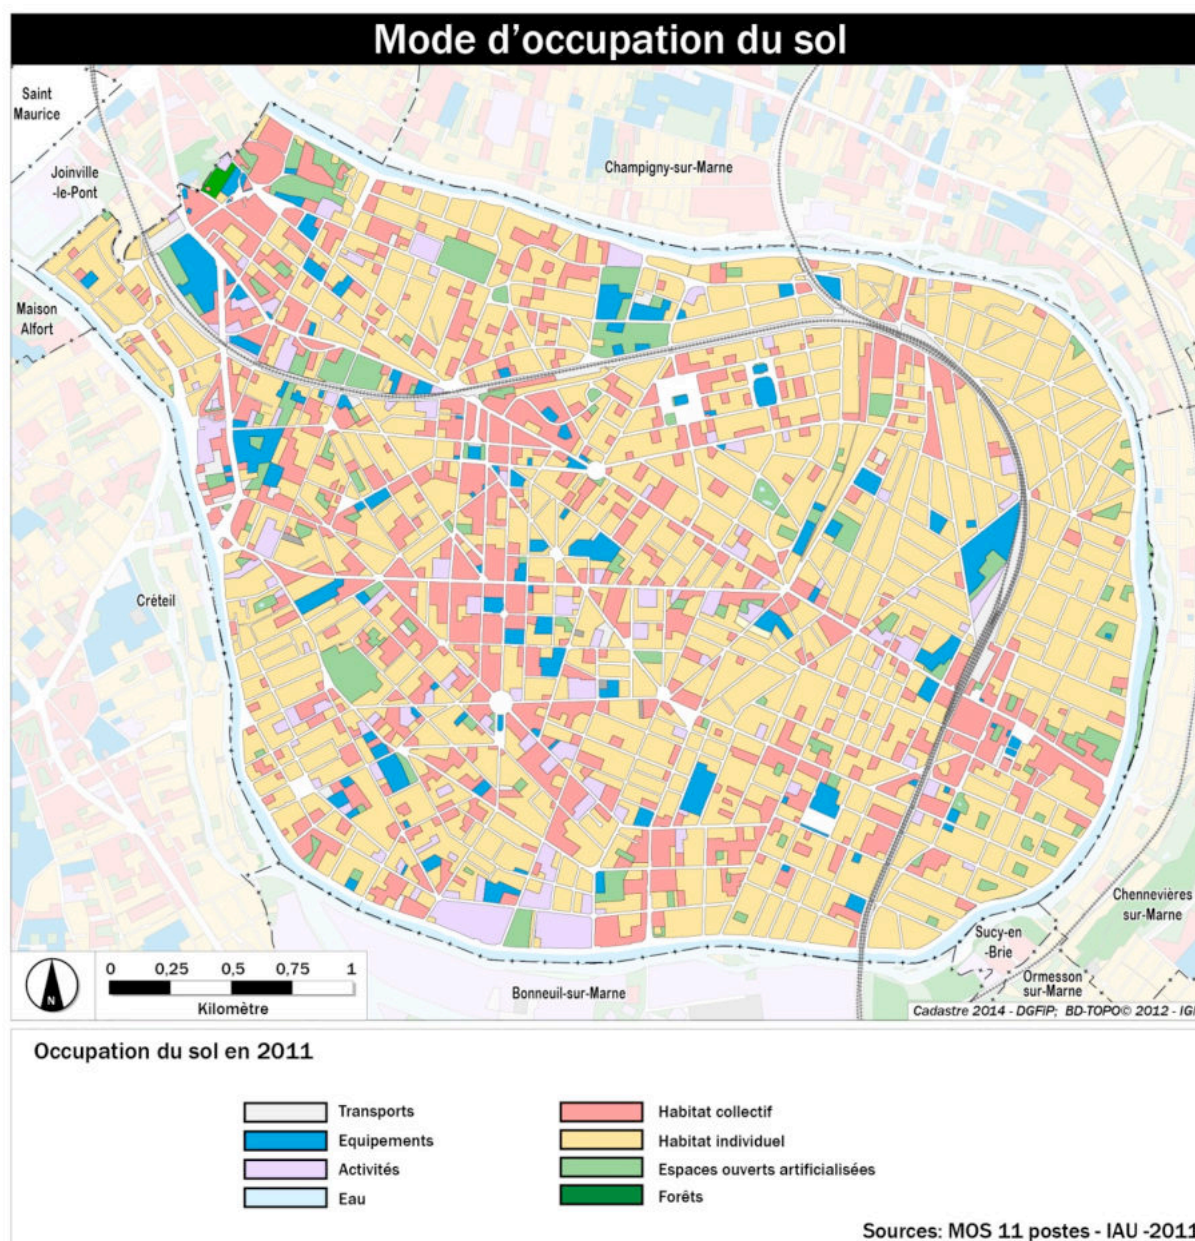 Mode d'occupation du sol
Saint
Maurice
Joinville
-le-Pont
Champigny-sur-Marne
Maison
Alfort
Créteil
Chennevières
sur-Marne
Sucy-en
-Brie
Ormesson
sur-Marne
Bonneuil-sur-Marne
N
0 0,25 0,5 0,75 1
Kilomètre
Cadastre 2014 - DGFiP; BD-TOPO© 2012 - IGN
Occupation du sol en 2011
Transports
Equipements
Activités
Eau
Habitat collectif
Habitat individuel
Espaces ouverts artificialisées
Forêts
Sources: MOS 11 postes - IAU -2011